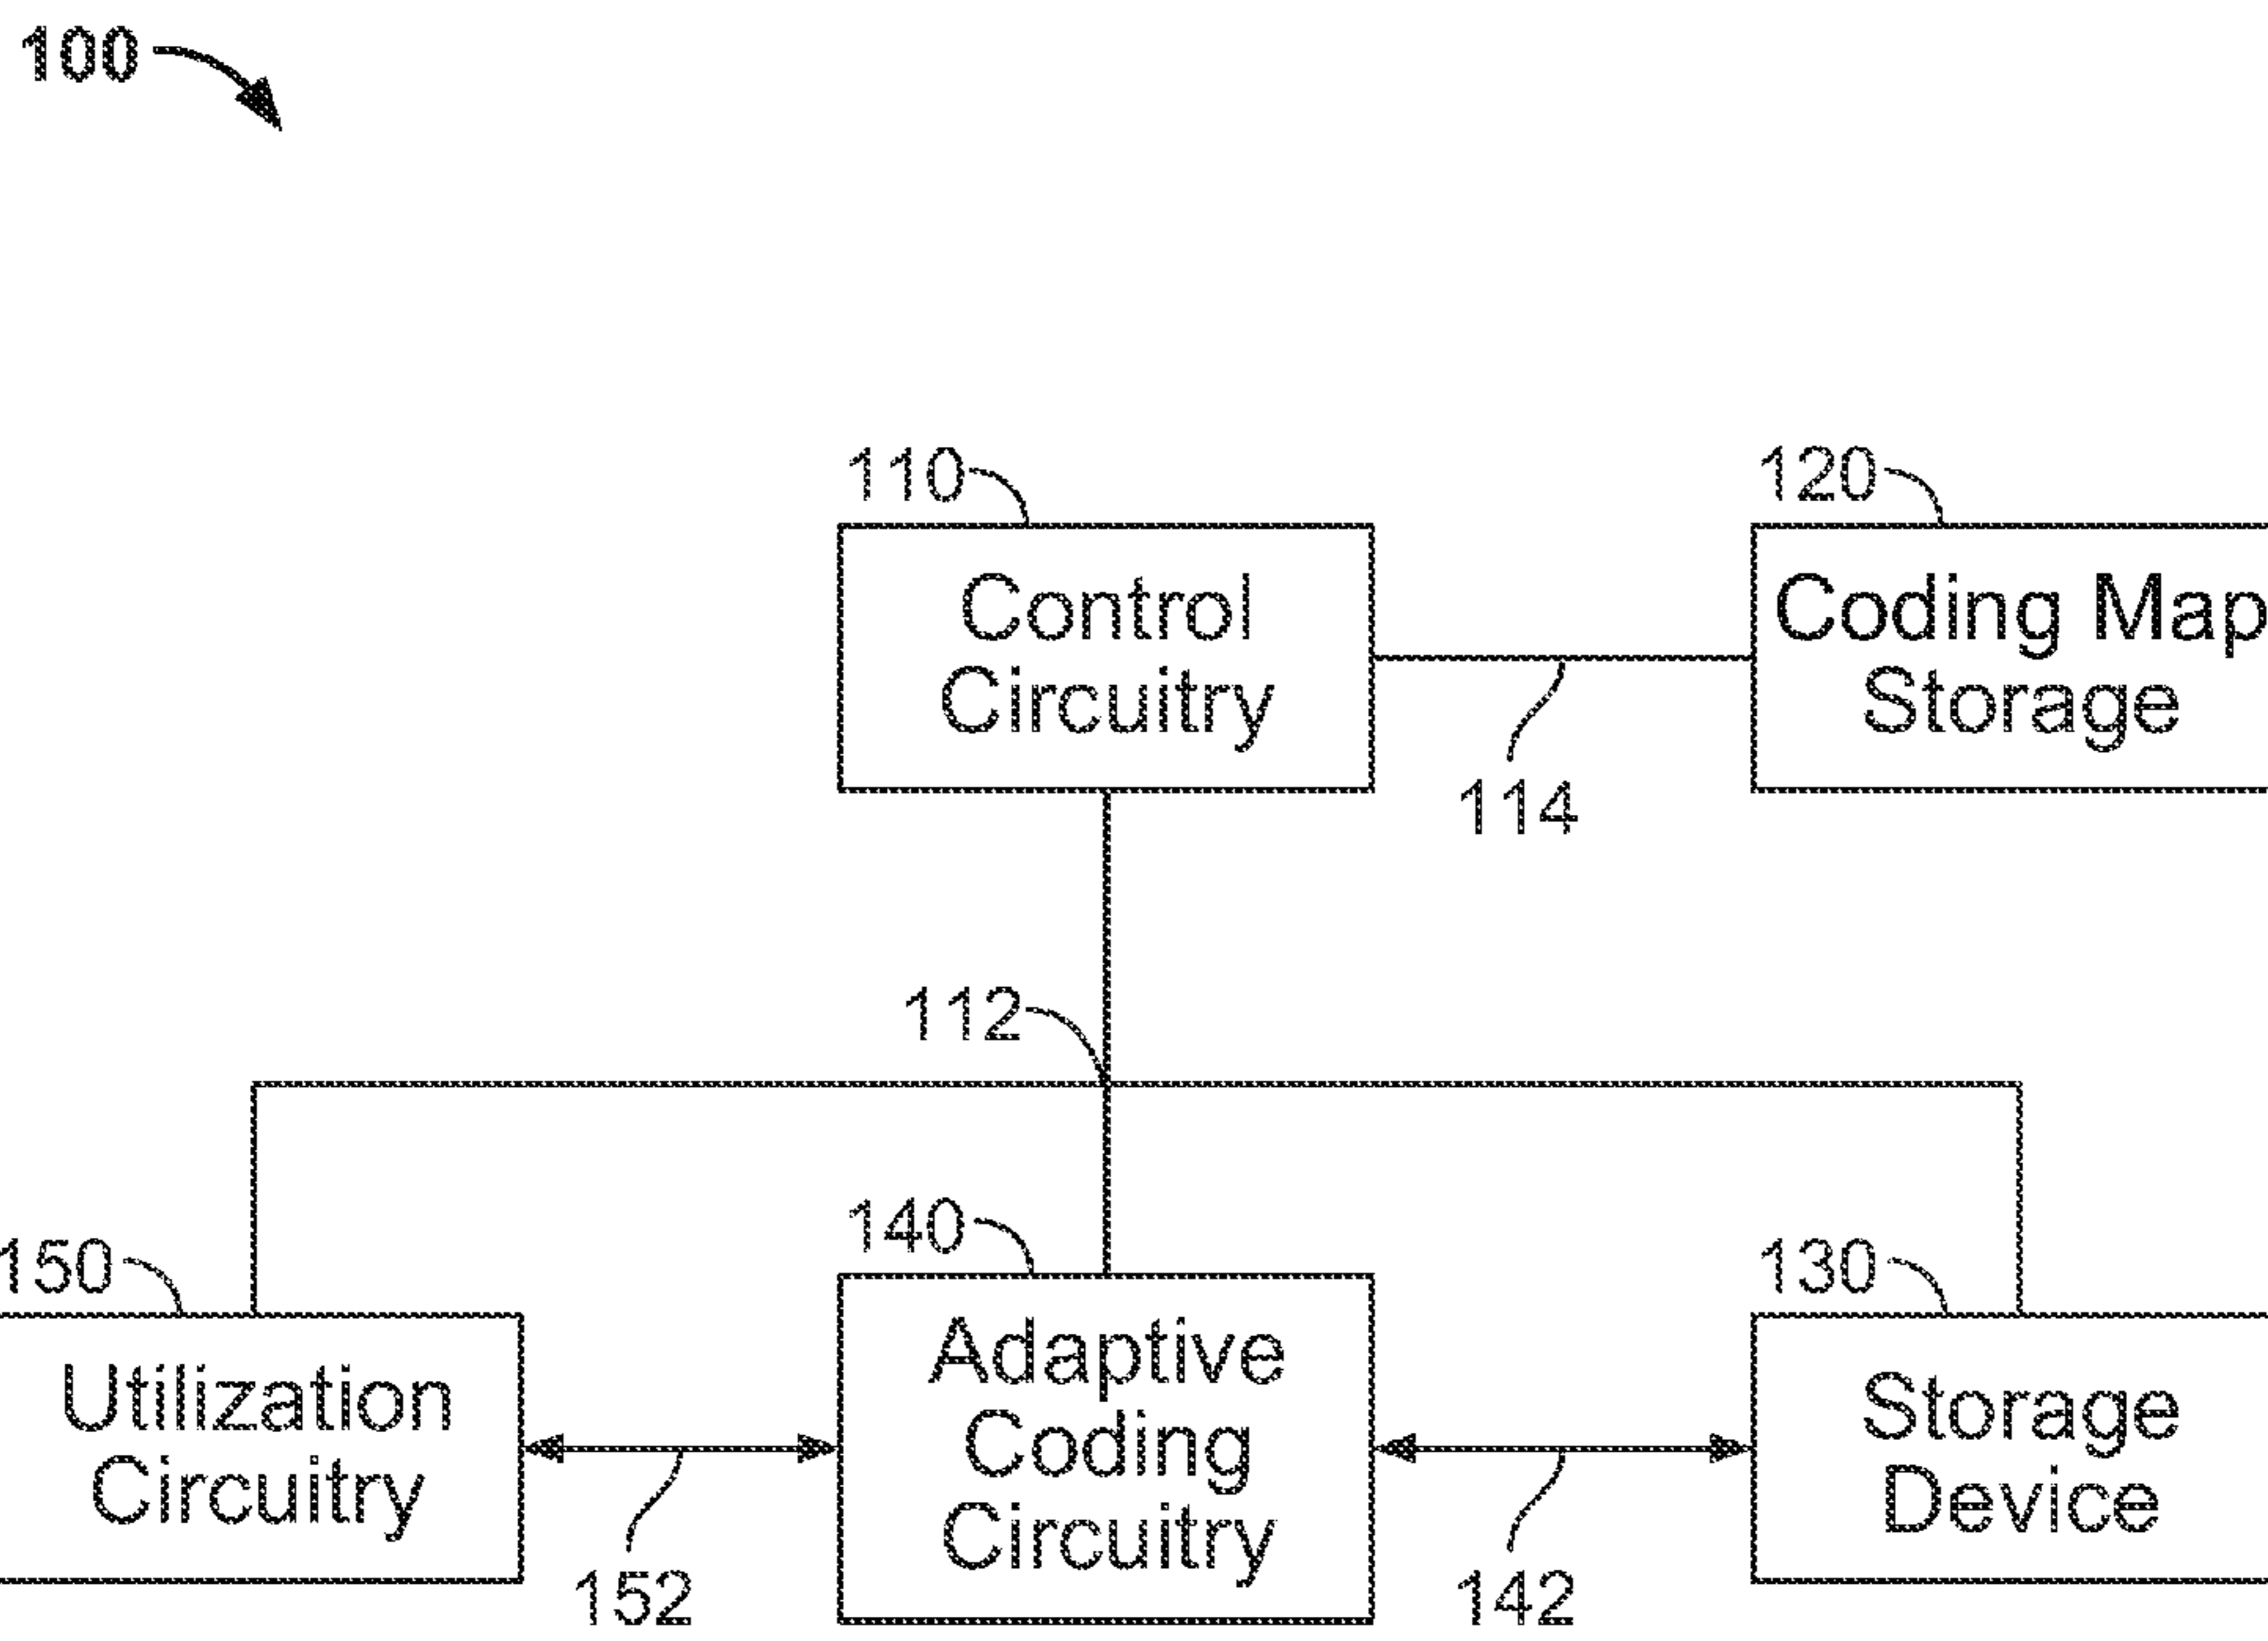 100
110
120
Control
Circuitry
Coding Map
Storage
114
112
140
150
130
Utilization
Circuitry
Adaptive
Coding
Circuitry
Storage
Device
152
142